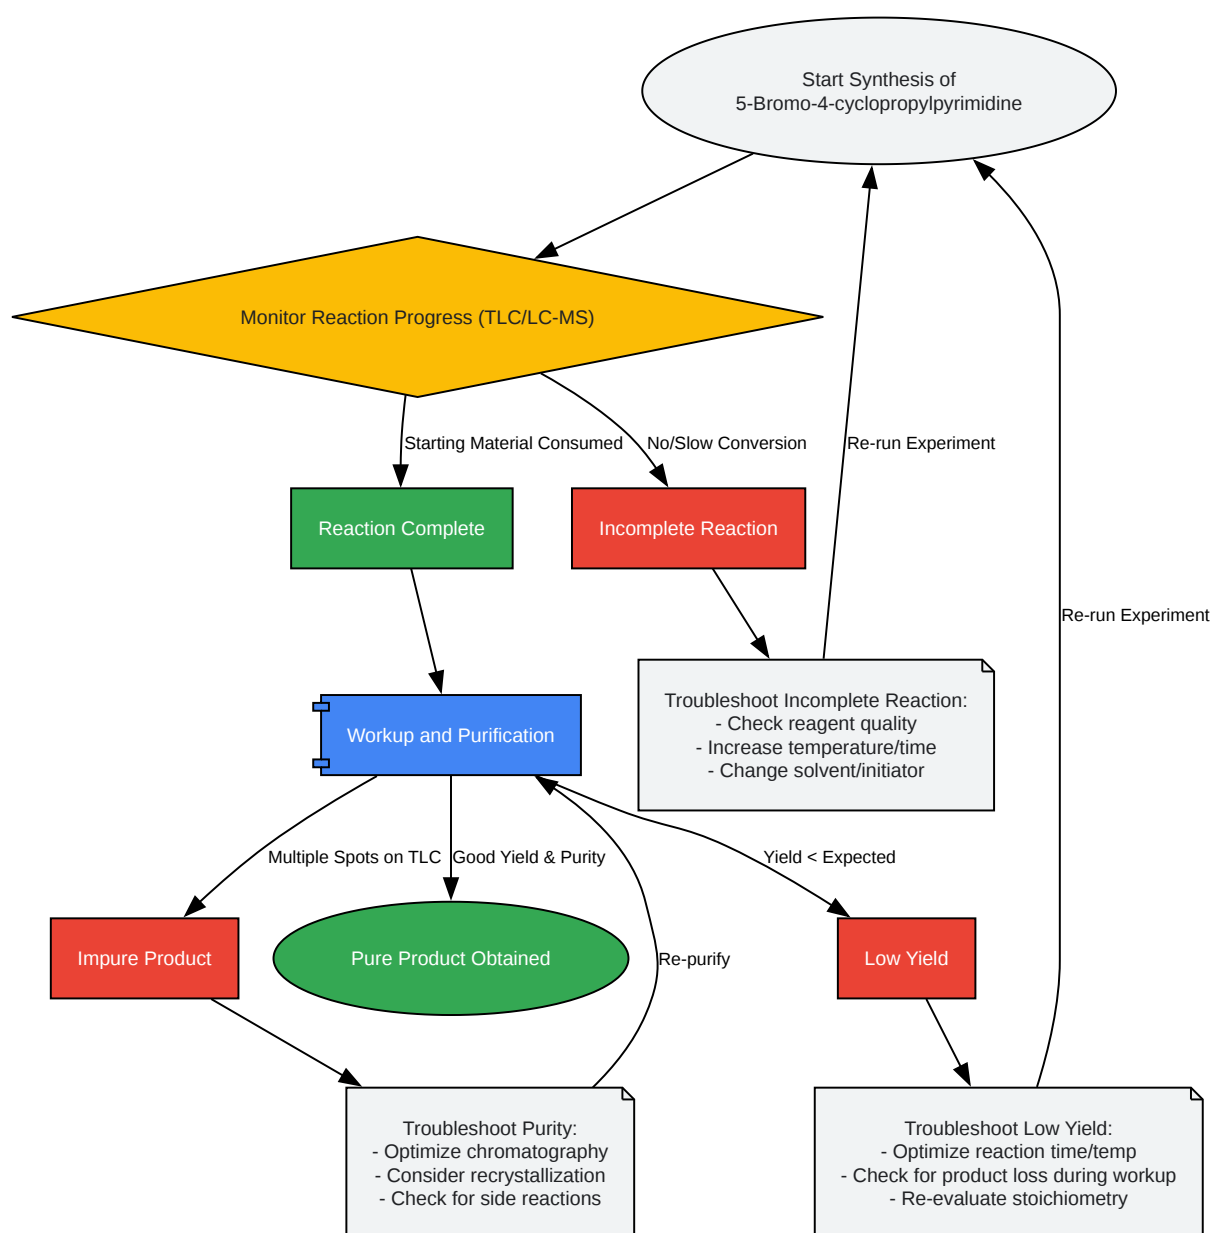 Start Synthesis of
5-Bromo-4-cyclopropylpyrimidine
Monitor Reaction Progress (TLC/LC-MS)
Starting Material Consumed
No/Slow Conversion
Re-run Experiment
Reaction Complete
Incomplete Reaction
Re-run Experiment
Troubleshoot Incomplete Reaction:
- Check reagent quality
- Increase temperature/time
- Change solvent/initiator
Workup and Purification
Multiple Spots on TLC
Good Yield & Purity
Yield < Expected
Impure Product
Pure Product Obtained
Re-purify
Low Yield
Troubleshoot Purity:
- Optimize chromatography
- Consider recrystallization
- Check for side reactions
Troubleshoot Low Yield:
- Optimize reaction time/temp
- Check for product loss during workup
- Re-evaluate stoichiometry